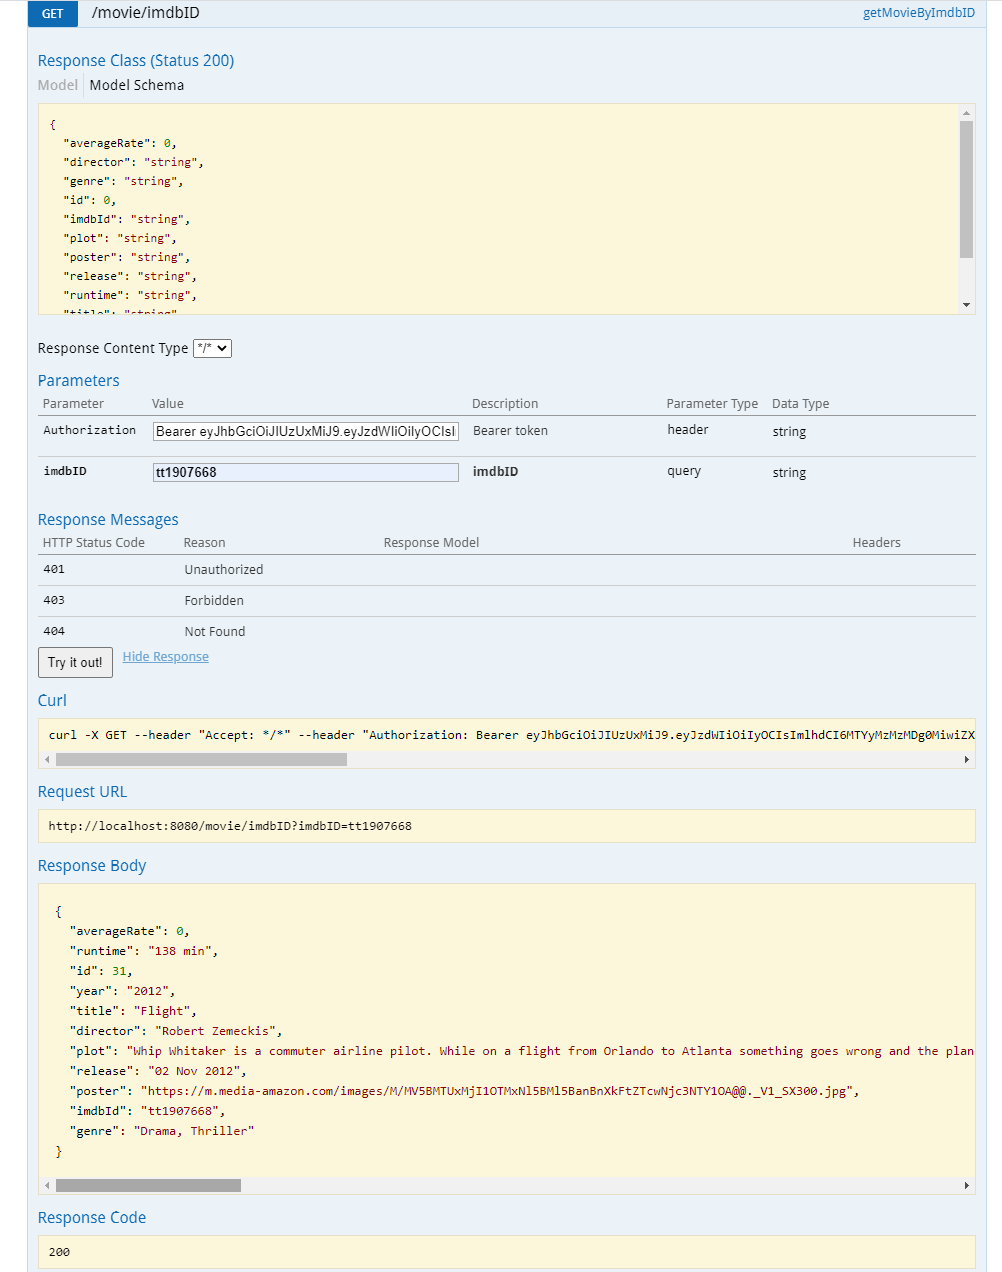 GET /movie/imdbID getMovieByImdbID
Response Class (Status 200)
Model Model Schema
{
"averageRate": 0,
"director": "string",
"genre": "string",
"id": 0,
"imdbId": "string",
"plot": "string",
"poster": "string",
"release": "string",
"runtime": "string",
"title": "string"
Response Content Type */*
Parameters
Parameter Value Description Parameter Type Data Type
Authorization Bearer eyJhbGciOiJIUzUxMiJ9.eyJzdWIiOiIyOCIsI Bearer token header string
imdbID tt1907668 imdbID query string
Response Messages
HTTP Status Code Reason Response Model Headers
401 Unauthorized
403 Forbidden
404 Not Found
Try it out! Hide Response
Curl
curl -X GET --header "Accept: */*" --header "Authorization: Bearer eyJhbGciOiJIUzUxMiJ9.eyJzdWIiOiIyOCIsImlhdCI6MTYyMzMzMDg0MiwiZX
Request URL
http://localhost:8080/movie/imdbID?imdbID=tt1907668
Response Body
{
"averageRate": 0,
"runtime": "138 min",
"id": 31,
"year": "2012",
"title": "Flight",
"director": "Robert Zemeckis",
"plot": "Whip Whitaker is a commuter airline pilot. While on a flight from Orlando to Atlanta something goes wrong and the plan
"release": "02 Nov 2012",
"poster": "https://m.media-amazon.com/images/M/MV5BMTUxMjI1OTMxNl5BMl5BanBnXkFtZTcwNjc3NTY1OA@@._V1_SX300.jpg",
"imdbId": "tt1907668",
"genre": "Drama, Thriller"
}
Response Code
200